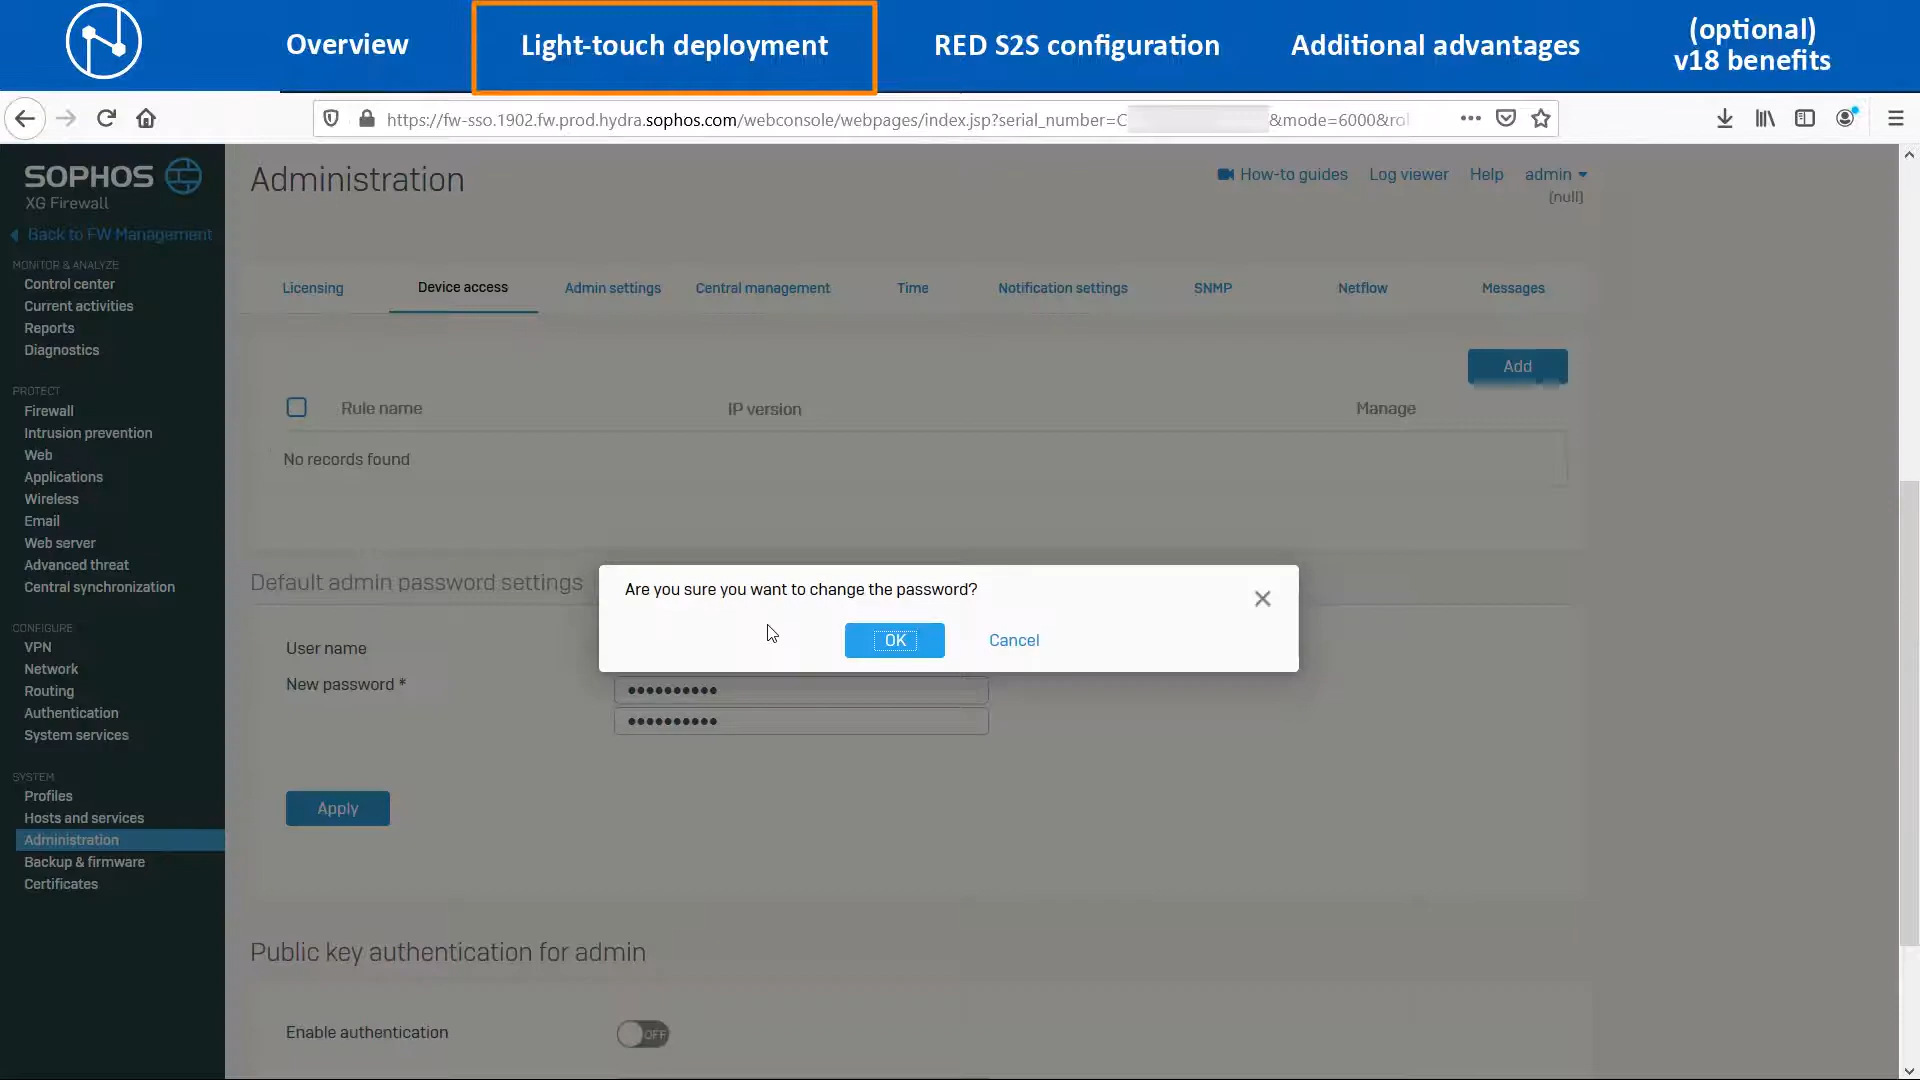 Overview
Light-touch deployment
RED S2S configuration
Additional advantages
(optional)
v18 benefits
https://fw-sso.1902.fw.prod.hydra.sophos.com/webconsole/webpages/index.jsp?serial_number=C
&mode=6000&rol
SOPHOS
XG Firewall
Back to FW Management
MONITOR & ANALYZE
Control center
Current activities
Reports
Diagnostics
PROTECT
Firewall
Intrusion prevention
Web
Applications
Wireless
Email
Web server
Advanced threat
Central synchronization
CONFIGURE
VPN
Network
Routing
Authentication
System services
SYSTEM
Profiles
Hosts and services
Administration
Backup & firmware
Certificates
Administration
How-to guides
Log viewer
Help
admin
(null)
Licensing
Device access
Admin settings
Central management
Time
Notification settings
SNMP
Netflow
Messages
Add
Rule name
IP version
Manage
No records found
Default admin password settings
Are you sure you want to change the password?
OK
Cancel
User name
New password *
Apply
Public key authentication for admin
Enable authentication
OFF